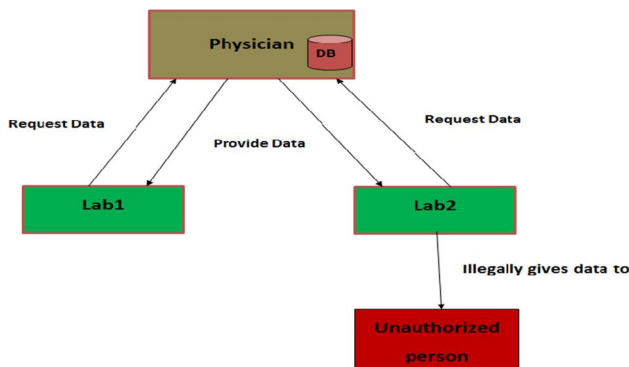 Physician
DB
Request Data
Request Data
Provide Data
Lab1
Lab2
Illegally gives data to
Unauthorized
person